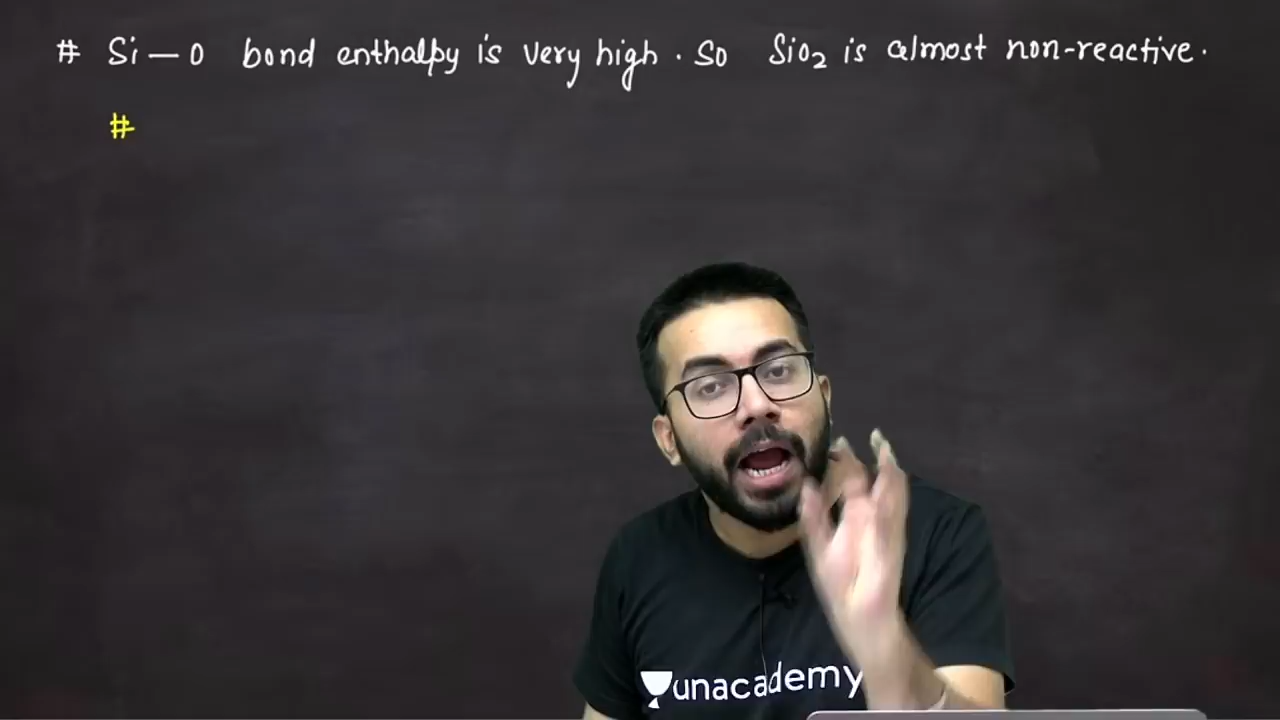 # Si – O bond enthalpy is very high. So SiO₂ is almost non-reactive.
#
unacademy